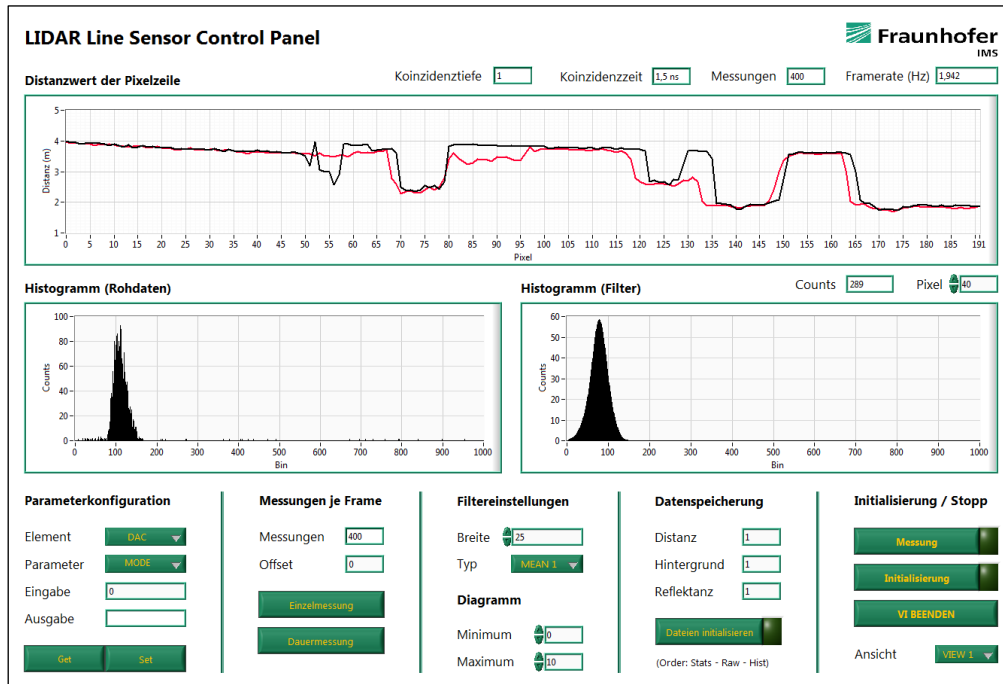 LIDAR Line Sensor Control Panel
Fraunhofer
IMS
Distanzwert der Pixelzeile
Koinzidenztiefe 1
Koinzidenzzeit 1,5 ns
Messungen 400
Framerate (Hz) 1,942
Distanz (m)
5
4
3
2
1
0 5 10 15 20 25 30 35 40 45 50 55 60 65 70 75 80 85 90 95 100 105 110 115 120 125 130 135 140 145 150 155 160 165 170 175 180 185 191
Pixel
Histogramm (Rohdaten)
Counts
100
80
60
40
20
0
0 100 200 300 400 500 600 700 800 900 1000
Bin
Histogramm (Filter)
Counts 289
Pixel 40
Counts
60
50
40
30
20
10
0
0 100 200 300 400 500 600 700 800 900 1000
Bin
Parameterkonfiguration
Element DAC
Parameter MODE
Eingabe 0
Ausgabe
Get Set
Messungen je Frame
Messungen 400
Offset 0
Einzelmessung
Dauermessung
Filtereinstellungen
Breite 25
Typ MEAN 1
Diagramm
Minimum 0
Maximum 10
Datenspeicherung
Distanz 1
Hintergrund 1
Reflektanz 1
Dateien initialisieren
(Order: Stats - Raw - Hist)
Initialisierung / Stopp
Messung
Initialisierung
VI BEENDEN
Ansicht VIEW 1